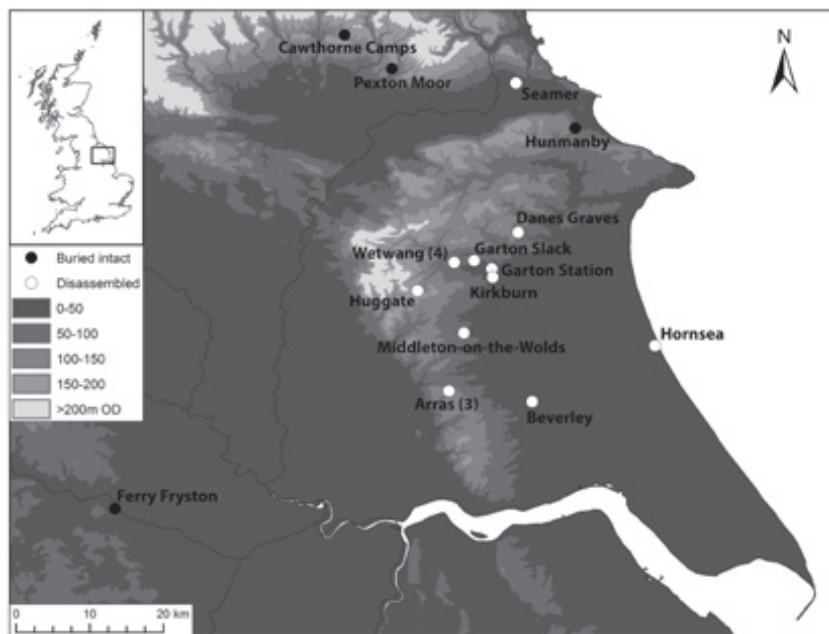 N
Cawthorne Camps
Pexton Moor
Seamer
Hunmanby
Danes Graves
Wetwang (4)
Garton Slack
Garton Station
Kirkburn
Huggate
Middleton-on-the-Wolds
Hornsea
Arras (3)
Beverley
Ferry Fryston
Buried intact
Disassembled
0-50
50-100
100-150
150-200
>200m OD
0 10 20 km